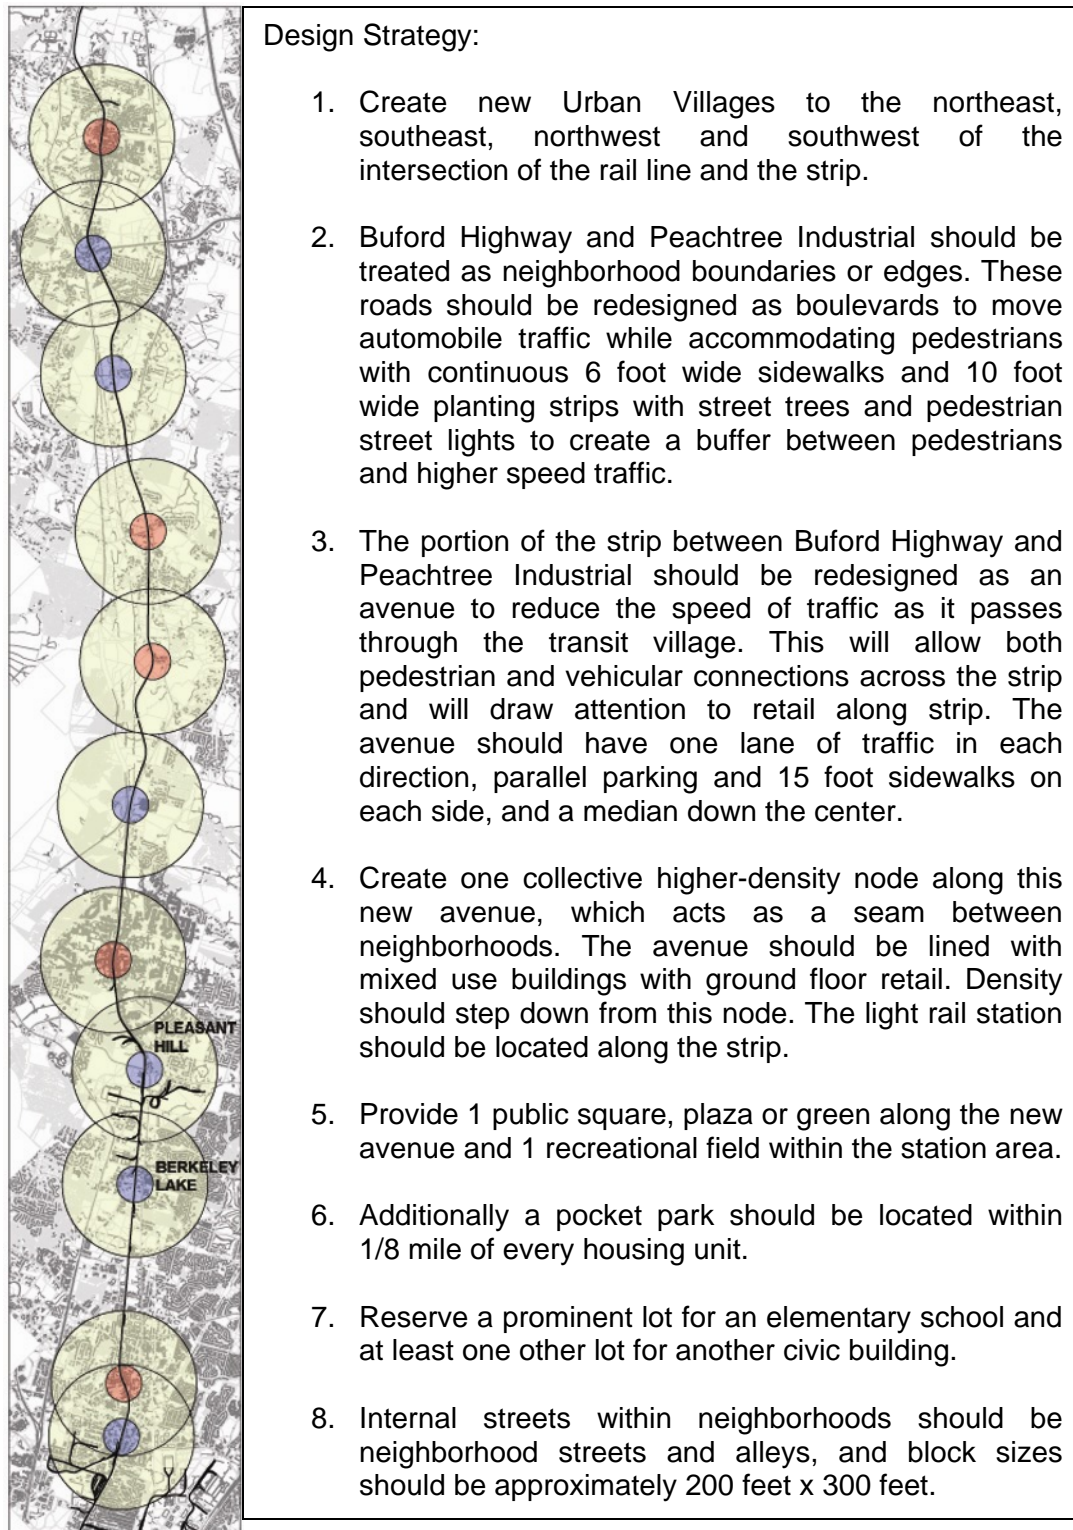 PLEASANT
HILL
BERKELEY
LAKE
Design Strategy:
1. Create new Urban Villages to the northeast,
southeast, northwest and southwest of the
intersection of the rail line and the strip.
2. Buford Highway and Peachtree Industrial should be
treated as neighborhood boundaries or edges. These
roads should be redesigned as boulevards to move
automobile traffic while accommodating pedestrians
with continuous 6 foot wide sidewalks and 10 foot
wide planting strips with street trees and pedestrian
street lights to create a buffer between pedestrians
and higher speed traffic.
3. The portion of the strip between Buford Highway and
Peachtree Industrial should be redesigned as an
avenue to reduce the speed of traffic as it passes
through the transit village. This will allow both
pedestrian and vehicular connections across the strip
and will draw attention to retail along strip. The
avenue should have one lane of traffic in each
direction, parallel parking and 15 foot sidewalks on
each side, and a median down the center.
4. Create one collective higher-density node along this
new avenue, which acts as a seam between
neighborhoods. The avenue should be lined with
mixed use buildings with ground floor retail. Density
should step down from this node. The light rail station
should be located along the strip.
5. Provide 1 public square, plaza or green along the new
avenue and 1 recreational field within the station area.
6. Additionally a pocket park should be located within
1/8 mile of every housing unit.
7. Reserve a prominent lot for an elementary school and
at least one other lot for another civic building.
8. Internal streets within neighborhoods should be
neighborhood streets and alleys, and block sizes
should be approximately 200 feet x 300 feet.